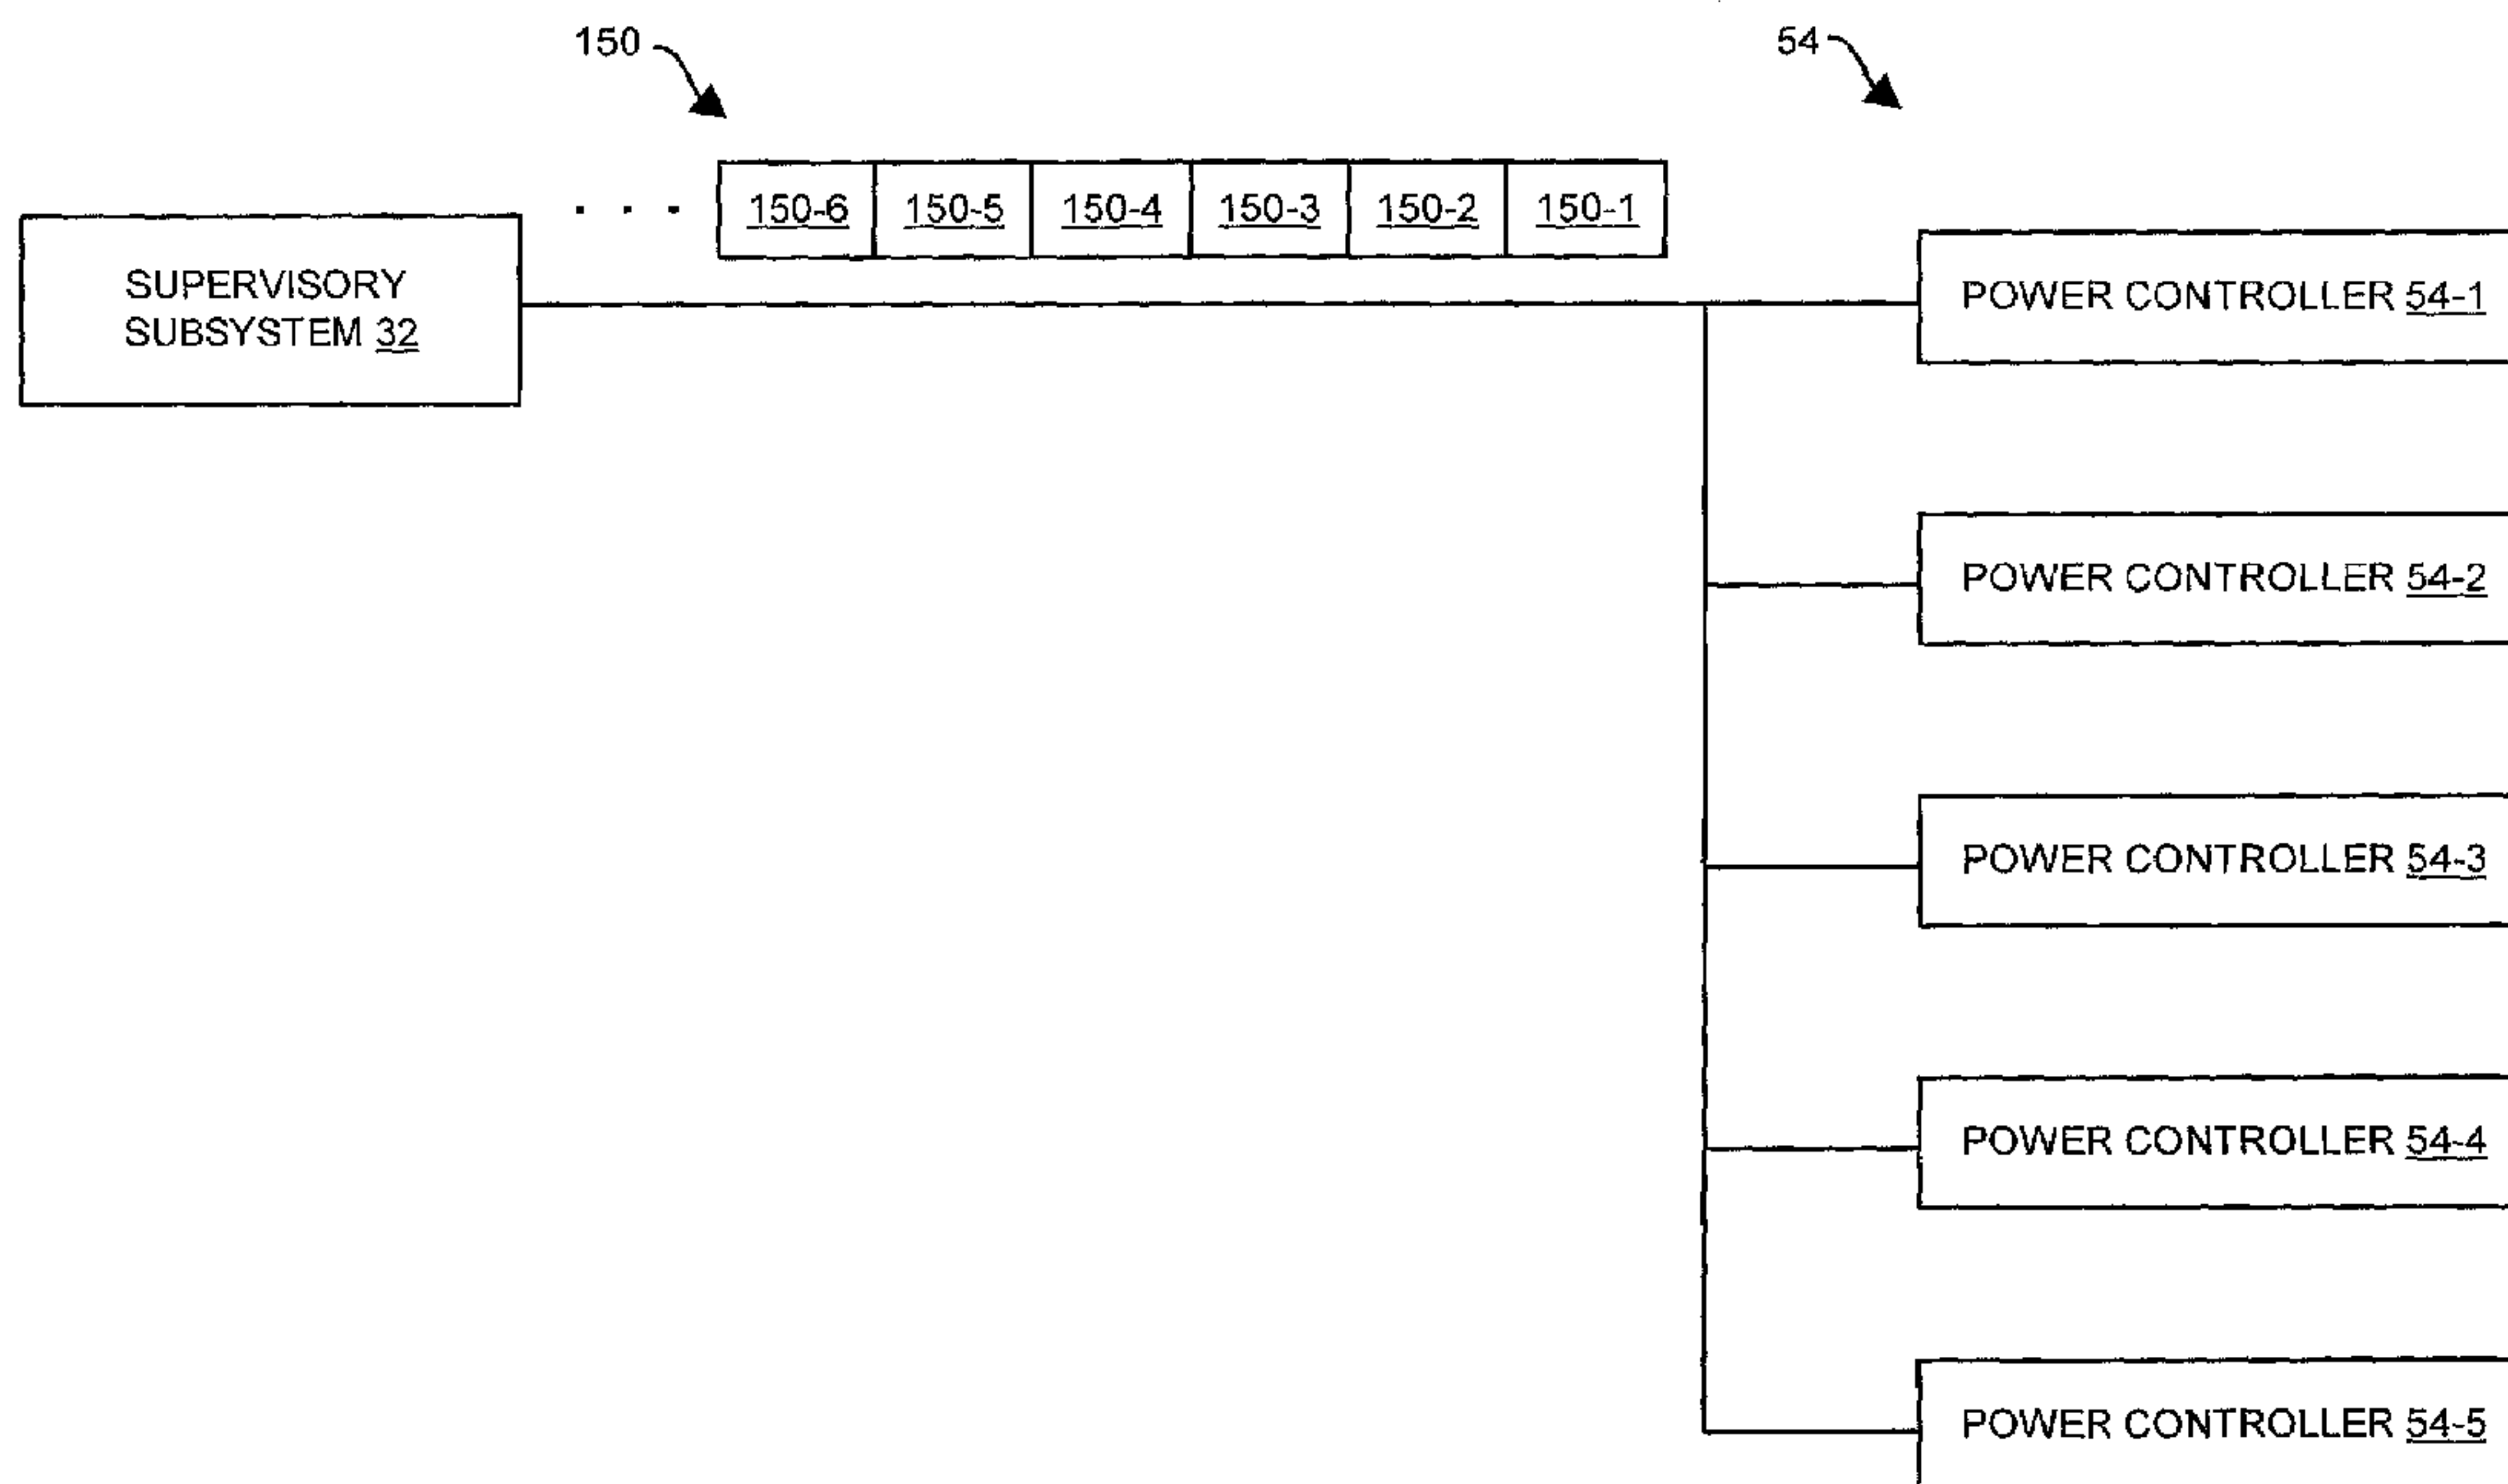 150
54
150-6 150-5 150-4 150-3 150-2 150-1
SUPERVISORY
SUBSYSTEM 32
POWER CONTROLLER 54-1
POWER CONTROLLER 54-2
POWER CONTROLLER 54-3
POWER CONTROLLER 54-4
POWER CONTROLLER 54-5